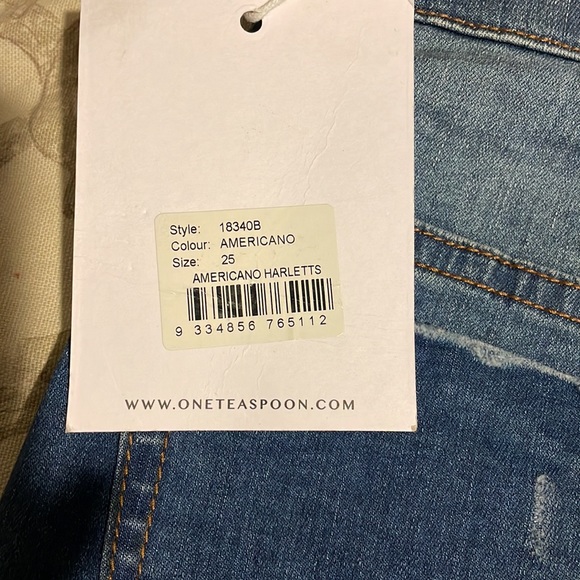 Style: 18340B
Colour: AMERICANO
Size: 25
AMERICANO HARLETTS
9 334856 765112
WWW.ONETEASPOON.COM